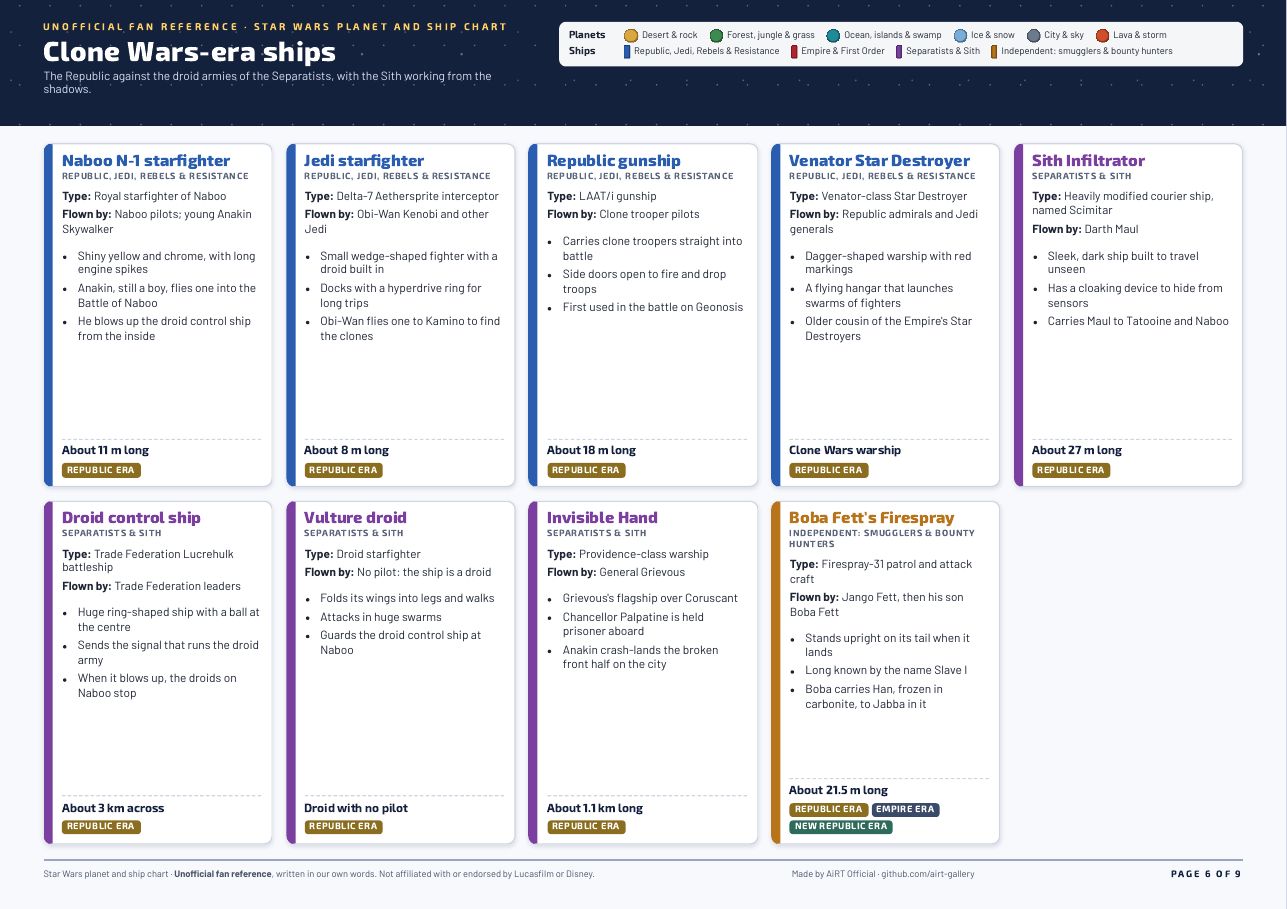 UNOFFICIAL FAN REFERENCE · STAR WARS PLANET AND SHIP CHART
Clone Wars-era ships
The Republic against the droid armies of the Separatists, with the Sith working from the
shadows.
Planets Desert & rock Forest, jungle & grass Ocean, islands & swamp Ice & snow City & sky Lava & storm
Ships Republic, Jedi, Rebels & Resistance Empire & First Order Separatists & Sith Independent: smugglers & bounty hunters
Naboo N-1 starfighter
REPUBLIC, JEDI, REBELS & RESISTANCE
Type: Royal starfighter of Naboo
Flown by: Naboo pilots; young Anakin
Skywalker
• Shiny yellow and chrome, with long
engine spikes
• Anakin, still a boy, flies one into the
Battle of Naboo
• He blows up the droid control ship
from the inside
About 11 m long
REPUBLIC ERA
Jedi starfighter
REPUBLIC, JEDI, REBELS & RESISTANCE
Type: Delta-7 Aethersprite interceptor
Flown by: Obi-Wan Kenobi and other
Jedi
• Small wedge-shaped fighter with a
droid built in
• Docks with a hyperdrive ring for
long trips
• Obi-Wan flies one to Kamino to find
the clones
About 8 m long
REPUBLIC ERA
Republic gunship
REPUBLIC, JEDI, REBELS & RESISTANCE
Type: LAAT/i gunship
Flown by: Clone trooper pilots
• Carries clone troopers straight into
battle
• Side doors open to fire and drop
troops
• First used in the battle on Geonosis
About 18 m long
REPUBLIC ERA
Venator Star Destroyer
REPUBLIC, JEDI, REBELS & RESISTANCE
Type: Venator-class Star Destroyer
Flown by: Republic admirals and Jedi
generals
• Dagger-shaped warship with red
markings
• A flying hangar that launches
swarms of fighters
• Older cousin of the Empire's Star
Destroyers
Clone Wars warship
REPUBLIC ERA
Sith Infiltrator
SEPARATISTS & SITH
Type: Heavily modified courier ship,
named Scimitar
Flown by: Darth Maul
• Sleek, dark ship built to travel
unseen
• Has a cloaking device to hide from
sensors
• Carries Maul to Tatooine and Naboo
About 27 m long
REPUBLIC ERA
Droid control ship
SEPARATISTS & SITH
Type: Trade Federation Lucrehulk
battleship
Flown by: Trade Federation leaders
• Huge ring-shaped ship with a ball at
the centre
• Sends the signal that runs the droid
army
• When it blows up, the droids on
Naboo stop
About 3 km across
REPUBLIC ERA
Vulture droid
SEPARATISTS & SITH
Type: Droid starfighter
Flown by: No pilot: the ship is a droid
• Folds its wings into legs and walks
• Attacks in huge swarms
• Guards the droid control ship at
Naboo
Droid with no pilot
REPUBLIC ERA
Invisible Hand
SEPARATISTS & SITH
Type: Providence-class warship
Flown by: General Grievous
• Grievous's flagship over Coruscant
• Chancellor Palpatine is held
prisoner aboard
• Anakin crash-lands the broken
front half on the city
About 1.1 km long
REPUBLIC ERA
Boba Fett's Firespray
INDEPENDENT: SMUGGLERS & BOUNTY
HUNTERS
Type: Firespray-31 patrol and attack
craft
Flown by: Jango Fett, then his son
Boba Fett
• Stands upright on its tail when it
lands
• Long known by the name Slave I
• Boba carries Han, frozen in
carbonite, to Jabba in it
About 21.5 m long
REPUBLIC ERA EMPIRE ERA
NEW REPUBLIC ERA
Star Wars planet and ship chart · Unofficial fan reference, written in our own words. Not affiliated with or endorsed by Lucasfilm or Disney.
Made by AiRT Official · github.com/airt-gallery
PAGE 6 OF 9